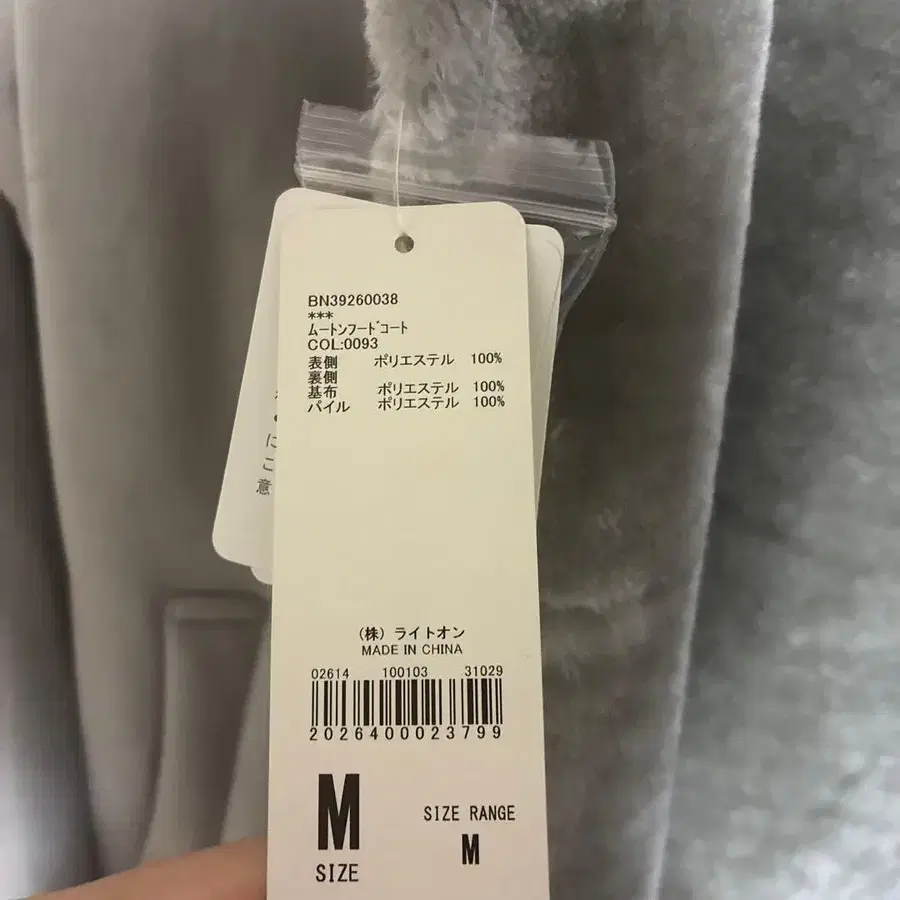 BN39260038
***
ムートンフードコート
COL:0093
表側 ポリエステル 100%
裏側
基布 ポリエステル 100%
パイル ポリエステル 100%
に
こ
意
(株) ライトオン
MADE IN CHINA
02614 100103 31029
2026400023799
M
SIZE
SIZE RANGE
M